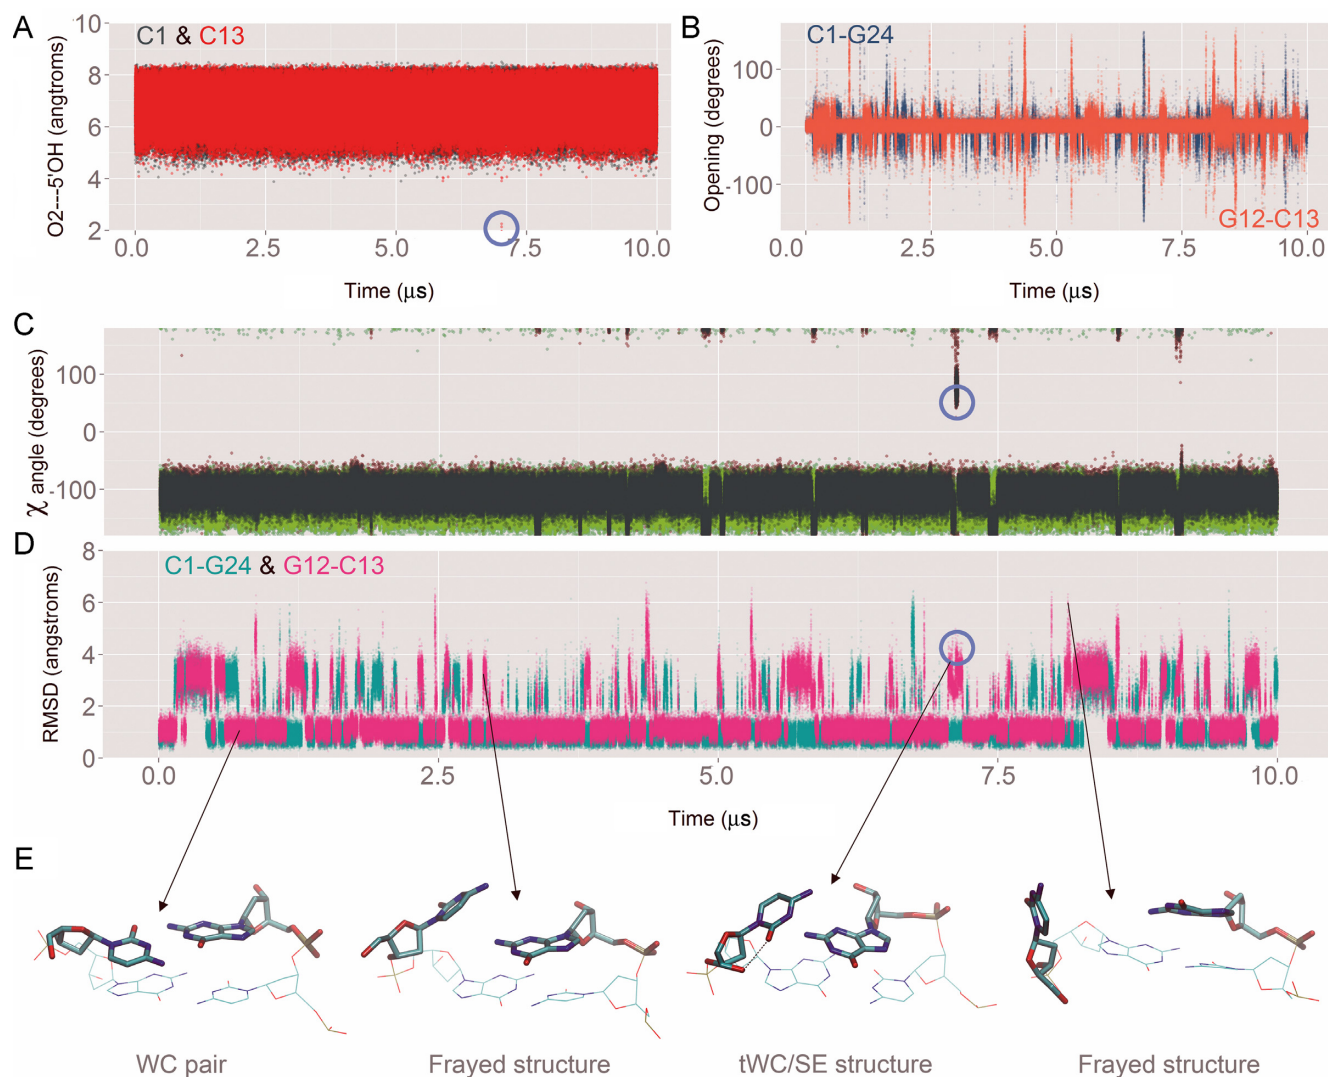 A
C1 & C13
O2---5'OH (angtroms)
10
8
6
4
2
0.0 2.5 5.0 7.5 10.0
Time (μs)
B
C1-G24
Opening (degrees)
100
0
-100
G12-C13
0.0 2.5 5.0 7.5 10.0
Time (μs)
C
χ angle (degrees)
100
0
-100
D
C1-G24 & G12-C13
RMSD (angstroms)
8
6
4
2
0
0.0 2.5 5.0 7.5 10.0
Time (μs)
E
WC pair Frayed structure tWC/SE structure Frayed structure